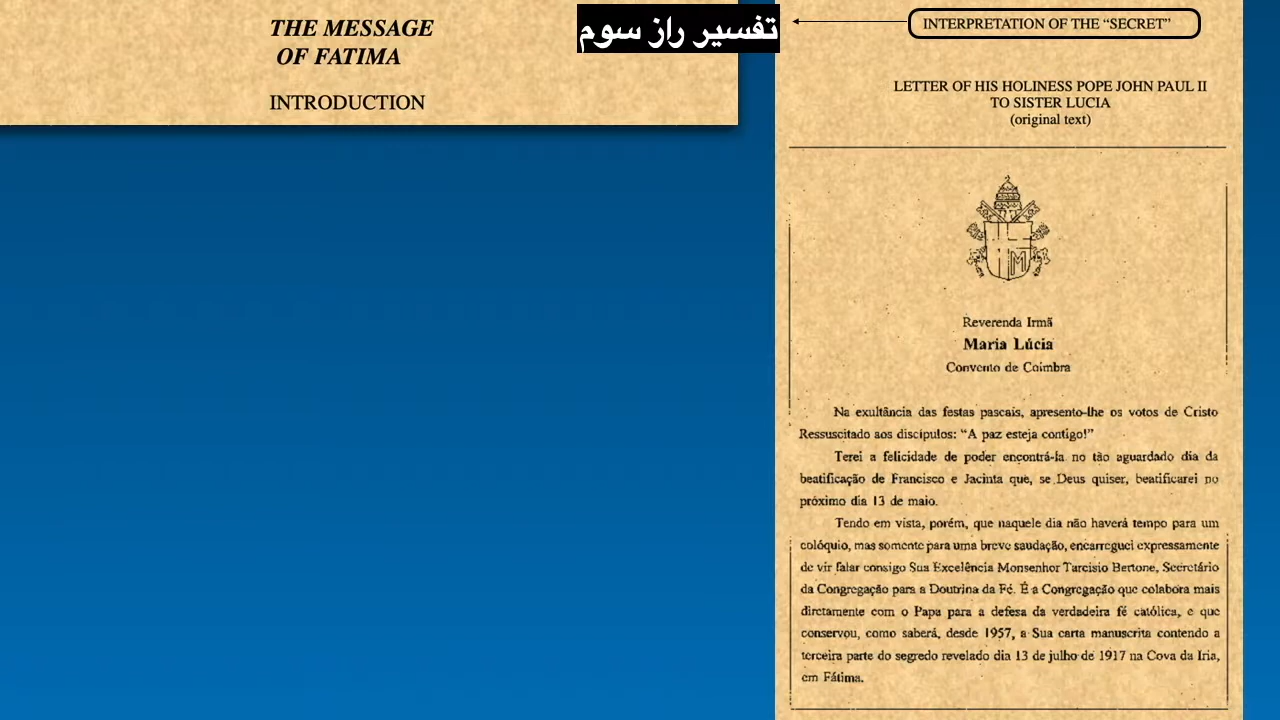 THE MESSAGE
OF FATIMA
INTRODUCTION
تفسیر راز سوم
INTERPRETATION OF THE “SECRET”
LETTER OF HIS HOLINESS POPE JOHN PAUL II
TO SISTER LUCIA
(original text)
M
Reverenda Irmã
Maria Lúcia
Convento de Coimbra
Na exultância das festas pascais, apresento-lhe os votos de Cristo
Ressuscitado aos discípulos: “A paz esteja contigo!”
Terei a felicidade de poder encontrá-la no tão aguardado dia da
beatificação de Francisco e Jacinta que, se Deus quiser, beatificarei no
próximo dia 13 de maio.
Tendo em vista, porém, que naquele dia não haverá tempo para um
colóquio, mas somente para uma breve saudação, encarreguei expressamente
de vir falar consigo Sua Excelência Monsenhor Tarcisio Bertone, Secretário
da Congregação para a Doutrina da Fé. É a Congregação que colabora mais
diretamente com o Papa para a defesa da verdadeira fé católica, e que
conservou, como saberá, desde 1957, a Sua carta manuscrita contendo a
terceira parte do segredo revelado dia 13 de julho de 1917 na Cova da Iria,
em Fátima.